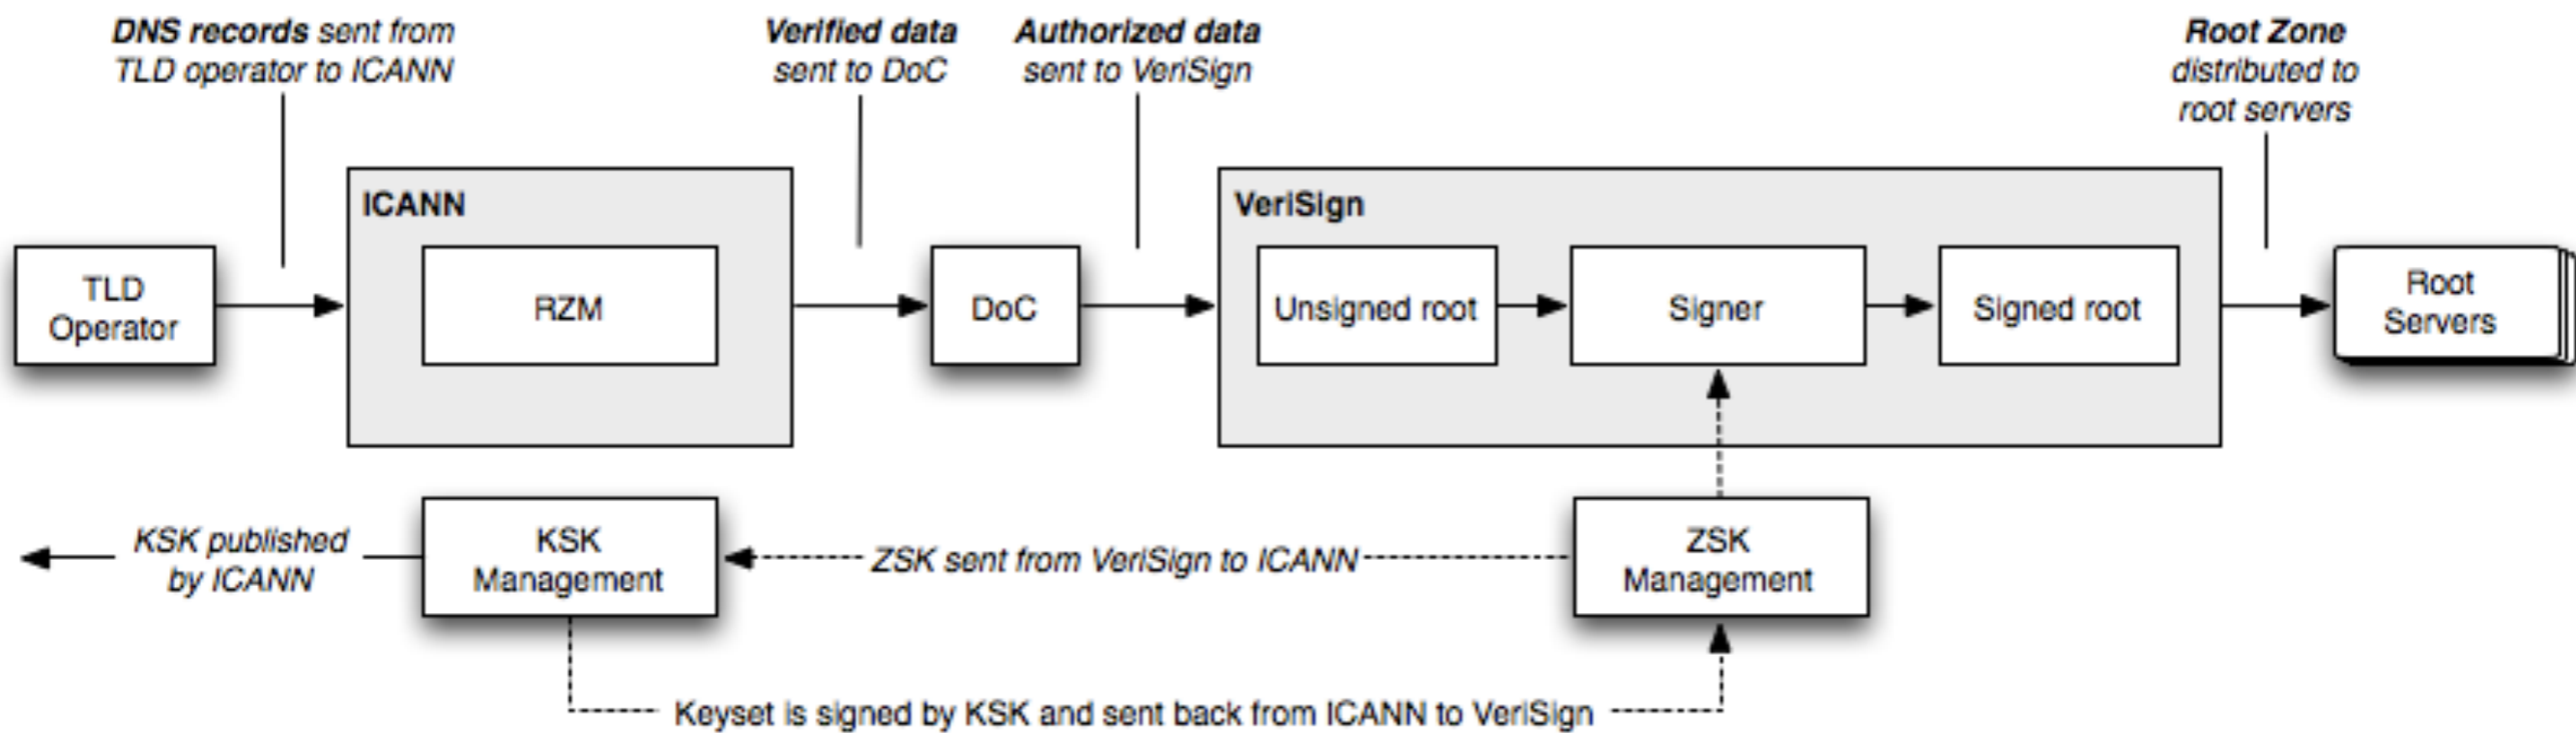 DNS records sent from
TLD operator to ICANN
Verified data
sent to DoC
Authorized data
sent to VeriSign
Root Zone
distributed to
root servers
ICANN
VeriSign
TLD
Operator
RZM
DoC
Unsigned root
Signer
Signed root
Root
Servers
KSK published
by ICANN
KSK
Management
ZSK sent from VeriSign to ICANN
ZSK
Management
Keyset is signed by KSK and sent back from ICANN to VeriSign